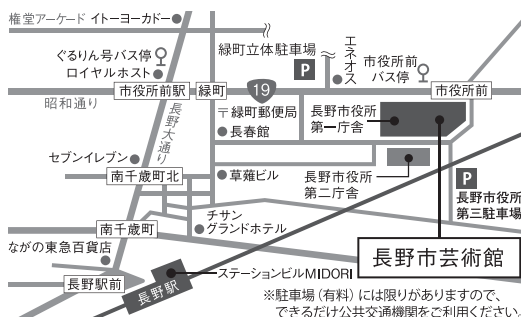 権堂アーケード
イトーヨーカドー
ぐるりん号バス停
ロイヤルホスト
緑町立体駐車場
P
エネオス
市役所前
バス停
市役所前駅
緑町
19
市役所前
昭和通り
長野大通り
〒緑町郵便局
長春館
長野市役所
第一庁舎
セブンイレブン
南千歳町北
草薙ビル
長野市役所
第二庁舎
P
長野市役所
第三駐車場
南千歳町
チサン
グランドホテル
ながの東急百貨店
長野市芸術館
長野駅前
長野駅
ステーションビルMIDORI
※駐車場(有料)には限りがありますので、
できるだけ公共交通機関をご利用ください。